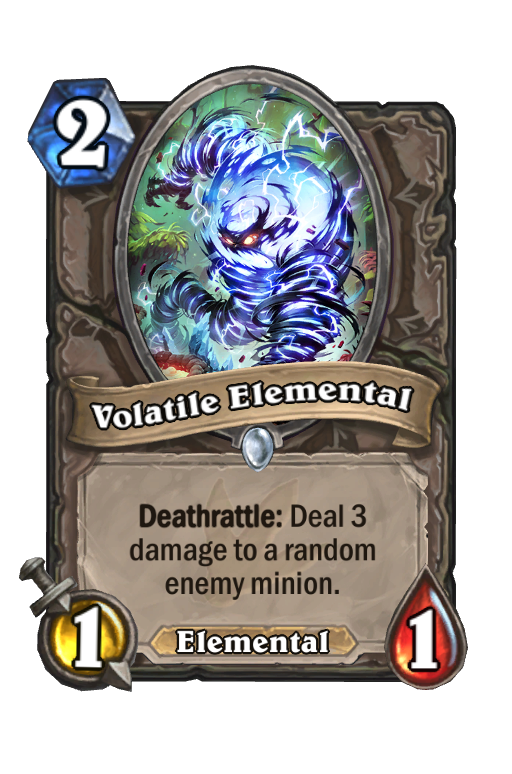 2
Volatile Elemental
Deathrattle: Deal 3
damage to a random
enemy minion.
1
Elemental
1